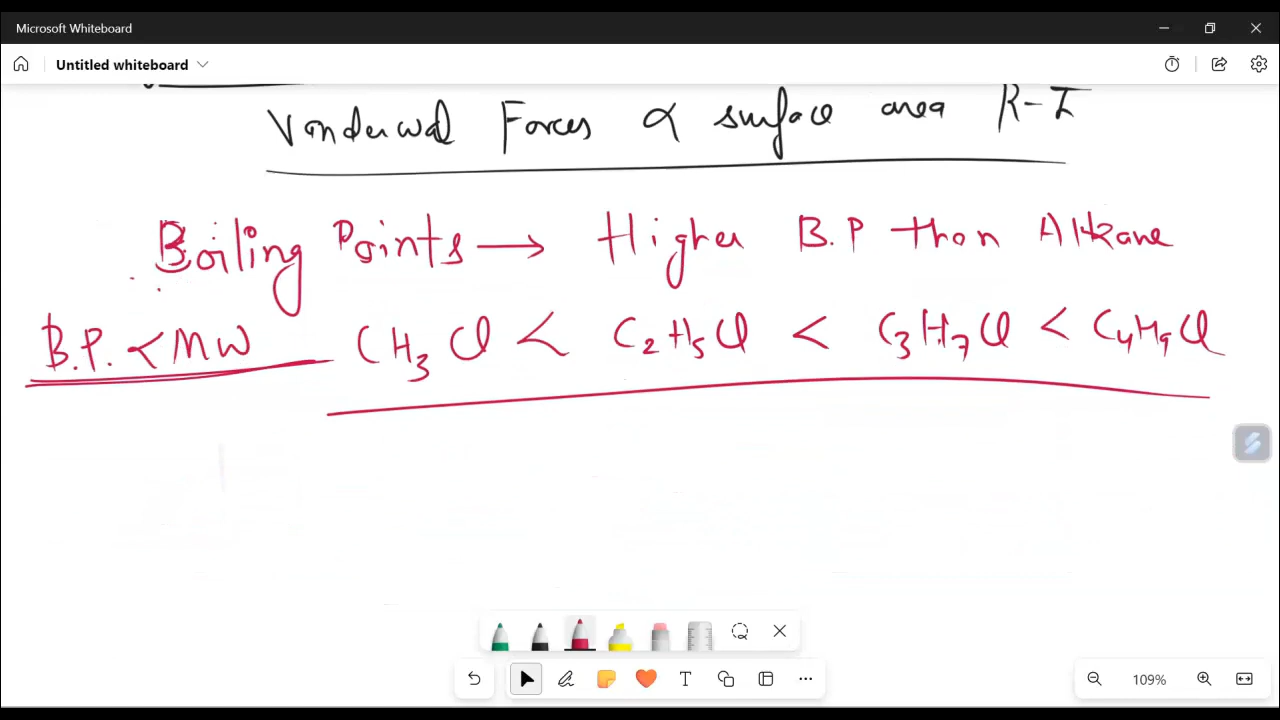 Microsoft Whiteboard
Untitled whiteboard
Vanderwal Forces ∝ surface area R-I
Boiling Points → Higher B.P than Alkane
B.P. ∝ MW CH₃Cl < C₂H₅Cl < C₃H₇Cl < C₄H₉Cl
109%